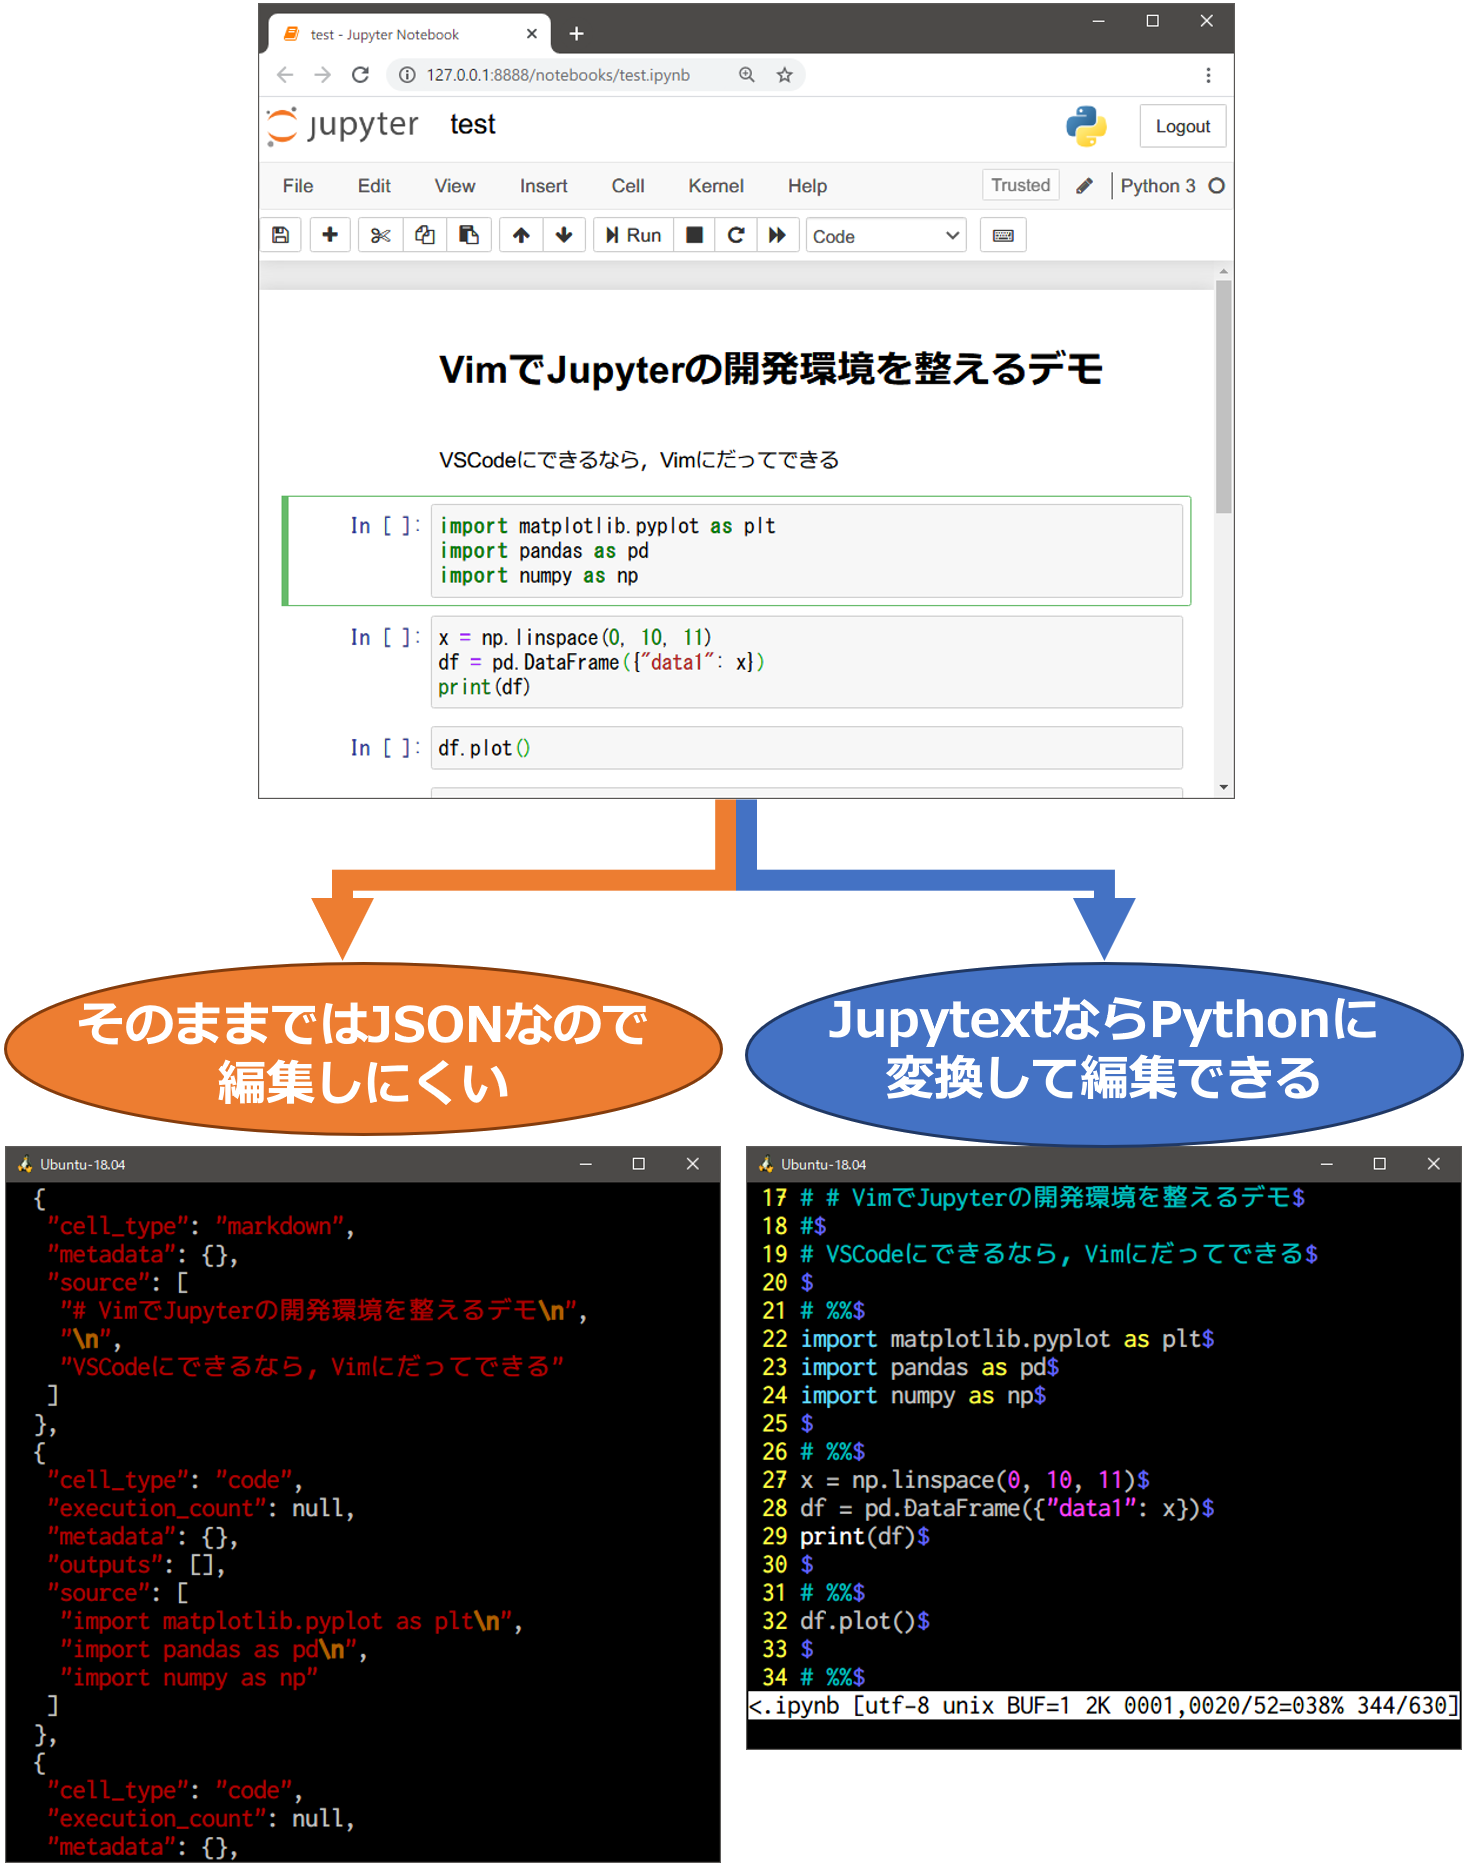 test - Jupyter Notebook
127.0.0.1:8888/notebooks/test.ipynb
jupyter test
Logout
File Edit View Insert Cell Kernel Help Trusted Python 3
Run Code
VimでJupyterの開発環境を整えるデモ
VSCodeにできるなら，Vimにだってできる
In [ ]: import matplotlib.pyplot as plt
import pandas as pd
import numpy as np
In [ ]: x = np.linspace(0, 10, 11)
df = pd.DataFrame({"data1": x})
print(df)
In [ ]: df.plot()
そのままではJSONなので
編集しにくい
JupytextならPythonに
変換して編集できる
Ubuntu-18.04
{
"cell_type": "markdown",
"metadata": {},
"source": [
"# VimでJupyterの開発環境を整えるデモ\n",
"\n",
"VSCodeにできるなら，Vimにだってできる"
]
},
{
"cell_type": "code",
"execution_count": null,
"metadata": {},
"outputs": [],
"source": [
"import matplotlib.pyplot as plt\n",
"import pandas as pd\n",
"import numpy as np"
]
},
{
"cell_type": "code",
"execution_count": null,
"metadata": {},
Ubuntu-18.04
17 # # VimでJupyterの開発環境を整えるデモ$
18 #$
19 # VSCodeにできるなら，Vimにだってできる$
20 $
21 # %%$
22 import matplotlib.pyplot as plt$
23 import pandas as pd$
24 import numpy as np$
25 $
26 # %%$
27 x = np.linspace(0, 10, 11)$
28 df = pd.DataFrame({"data1": x})$
29 print(df)$
30 $
31 # %%$
32 df.plot()$
33 $
34 # %%$
<.ipynb [utf-8 unix BUF=1 2K 0001,0020/52=038% 344/630]